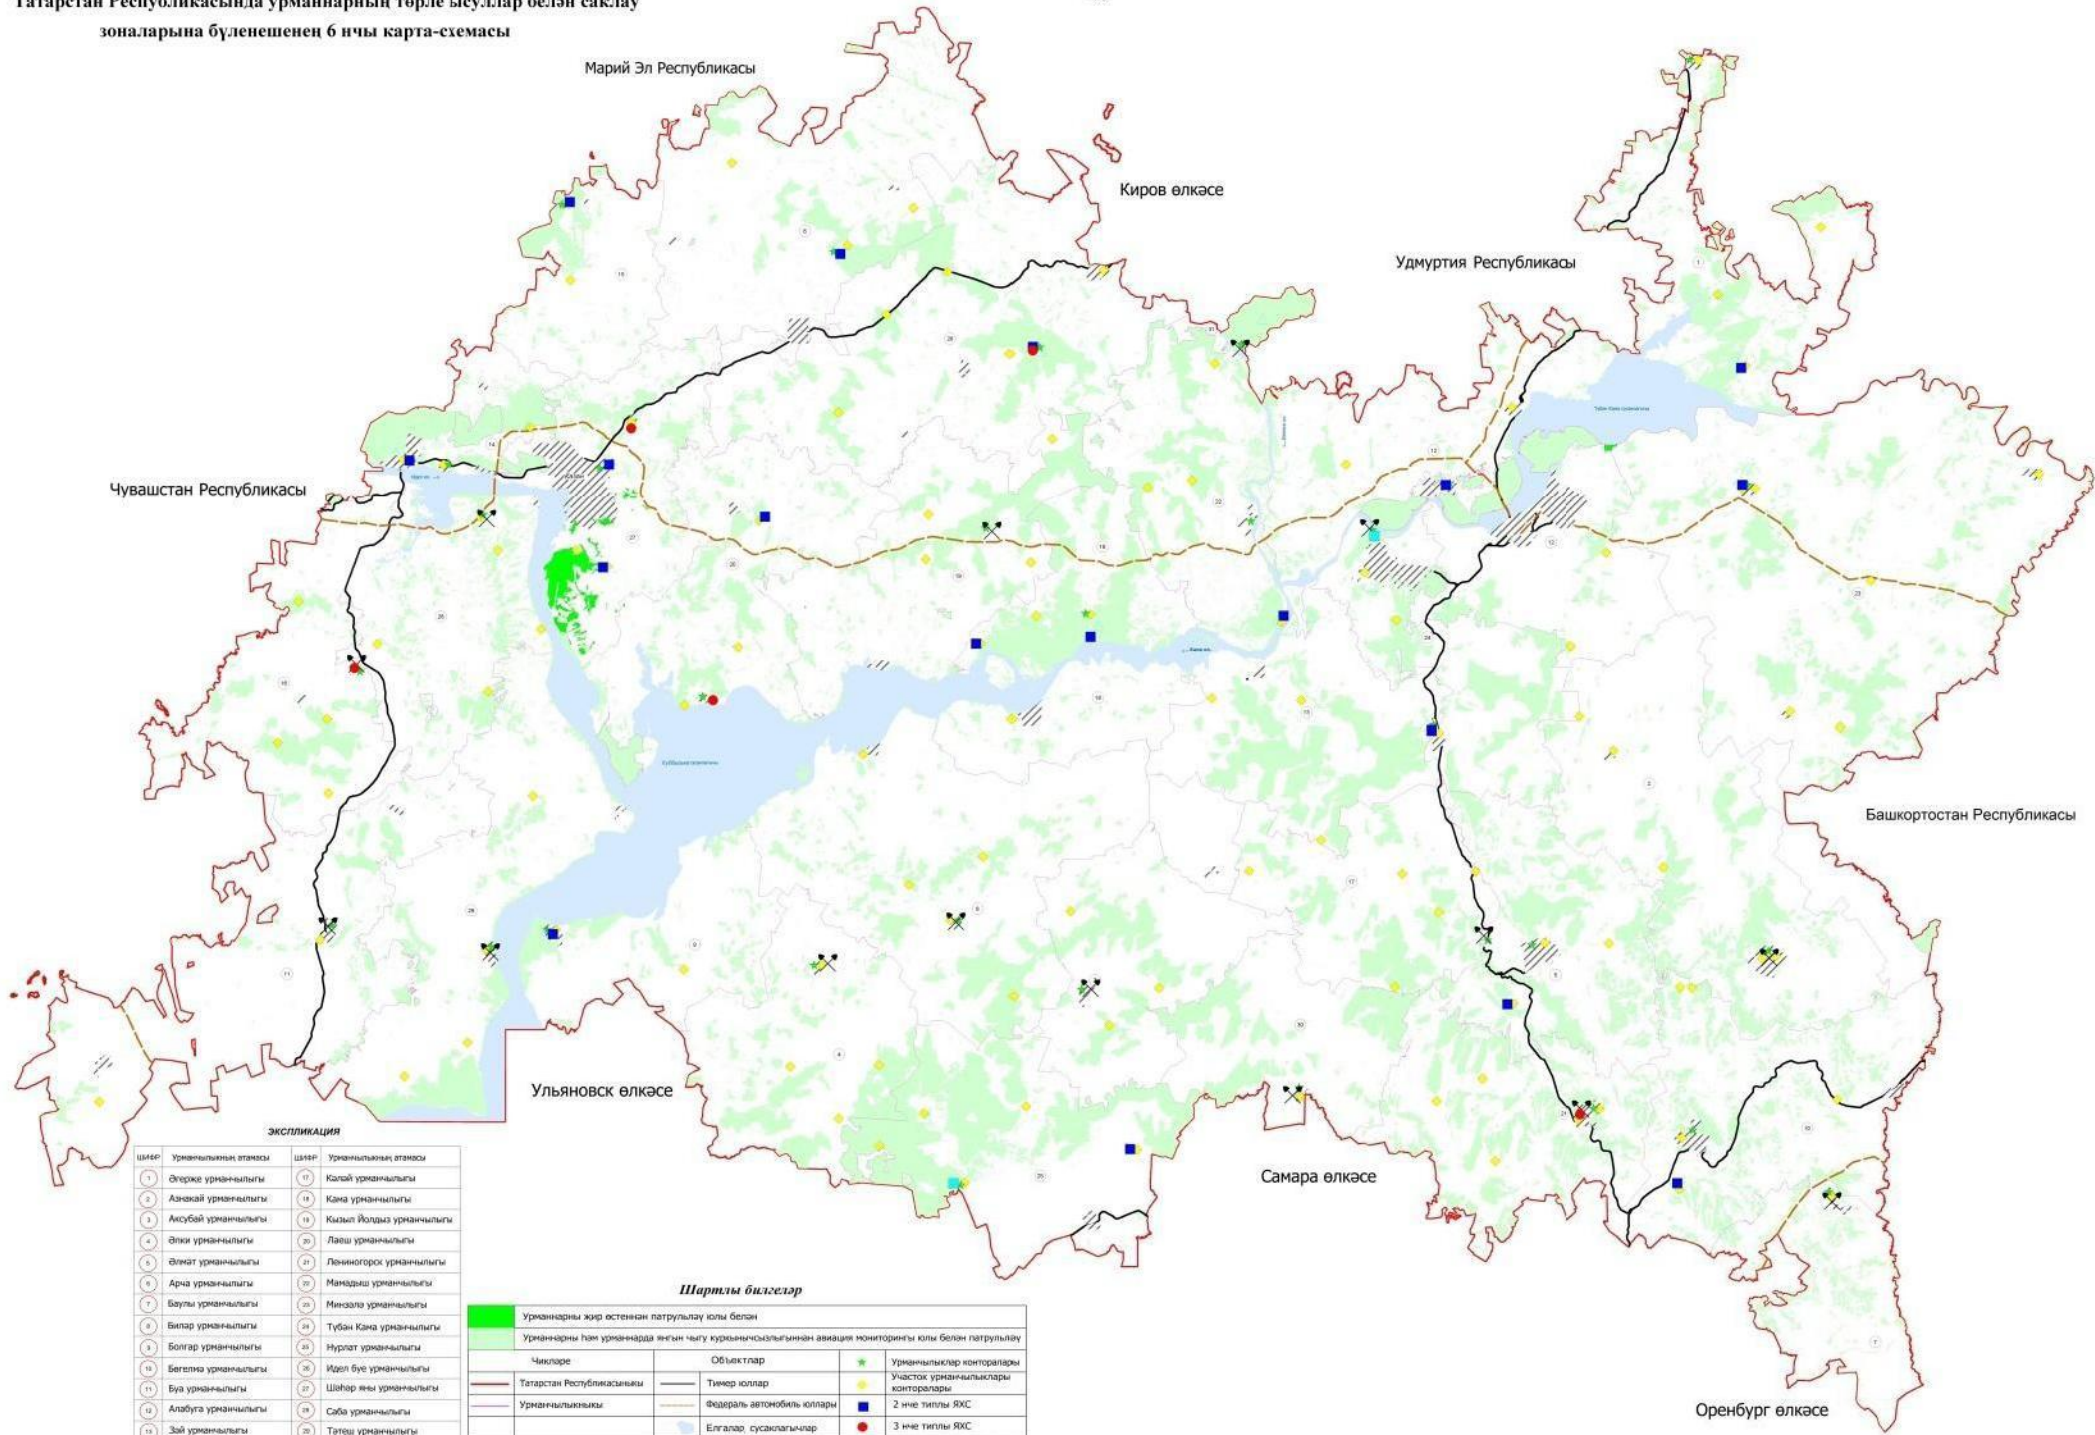 Татарстан Республикасында урманнарның төрле ысуллар белән саклау
зоналарына бүленешенең 6 нчы карта-схемасы
Марий Эл Республикасы
Киров өлкәсе
Удмуртия Республикасы
Чувашстан Республикасы
Башкортостан Республикасы
Ульяновск өлкәсе
Самара өлкәсе
Оренбург өлкәсе
ЭКСПЛИКАЦИЯ
ШИФР Урманчылыкның атамасы ШИФР Урманчылыкның атамасы
1 Әгерже урманчылыгы 17 Кәләй урманчылыгы
2 Азнакай урманчылыгы 18 Кама урманчылыгы
3 Аксубай урманчылыгы 19 Кызыл Йолдыз урманчылыгы
4 Әпки урманчылыгы 20 Лаеш урманчылыгы
5 Әлмәт урманчылыгы 21 Лениногорск урманчылыгы
6 Арча урманчылыгы 22 Мамадыш урманчылыгы
7 Баулы урманчылыгы 23 Минзәлә урманчылыгы
8 Биләр урманчылыгы 24 Түбән Кама урманчылыгы
9 Болгар урманчылыгы 25 Нурлат урманчылыгы
10 Бөгелмә урманчылыгы 26 Идел буе урманчылыгы
11 Буа урманчылыгы 27 Шәһәр яны урманчылыгы
12 Алабуга урманчылыгы 28 Саба урманчылыгы
13 Зәй урманчылыгы 29 Тәтеш урманчылыгы
Шартлы билгеләр
Урманнарны җир өстеннән патрульләү юлы белән
Урманнарны һәм урманнарда янгын чыгу куркынычсызлыгыннан авиация мониторингы юлы белән патрульләү
Чикләре Объектлар Урманчылыклар конторалары
Татарстан Республикасыныкы Тимер юллар Участок урманчылыклары
конторалары
Урманчылыкныкы Федераль автомобиль юллары 2 нче типлы ЯХС
Елгалар, сусаклагычлар 3 нче типлы ЯХС